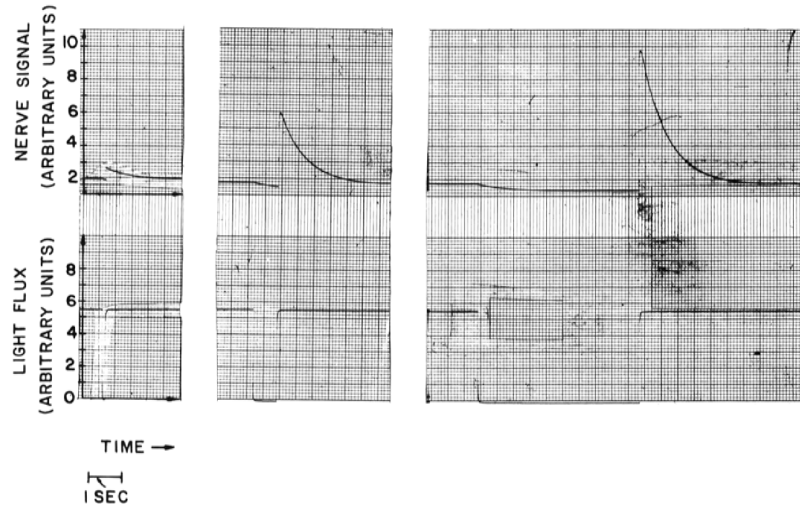 NERVE SIGNAL
(ARBITRARY UNITS)
10
8
6
4
2
LIGHT FLUX
(ARBITRARY UNITS)
8
6
4
2
0
TIME →
1 SEC